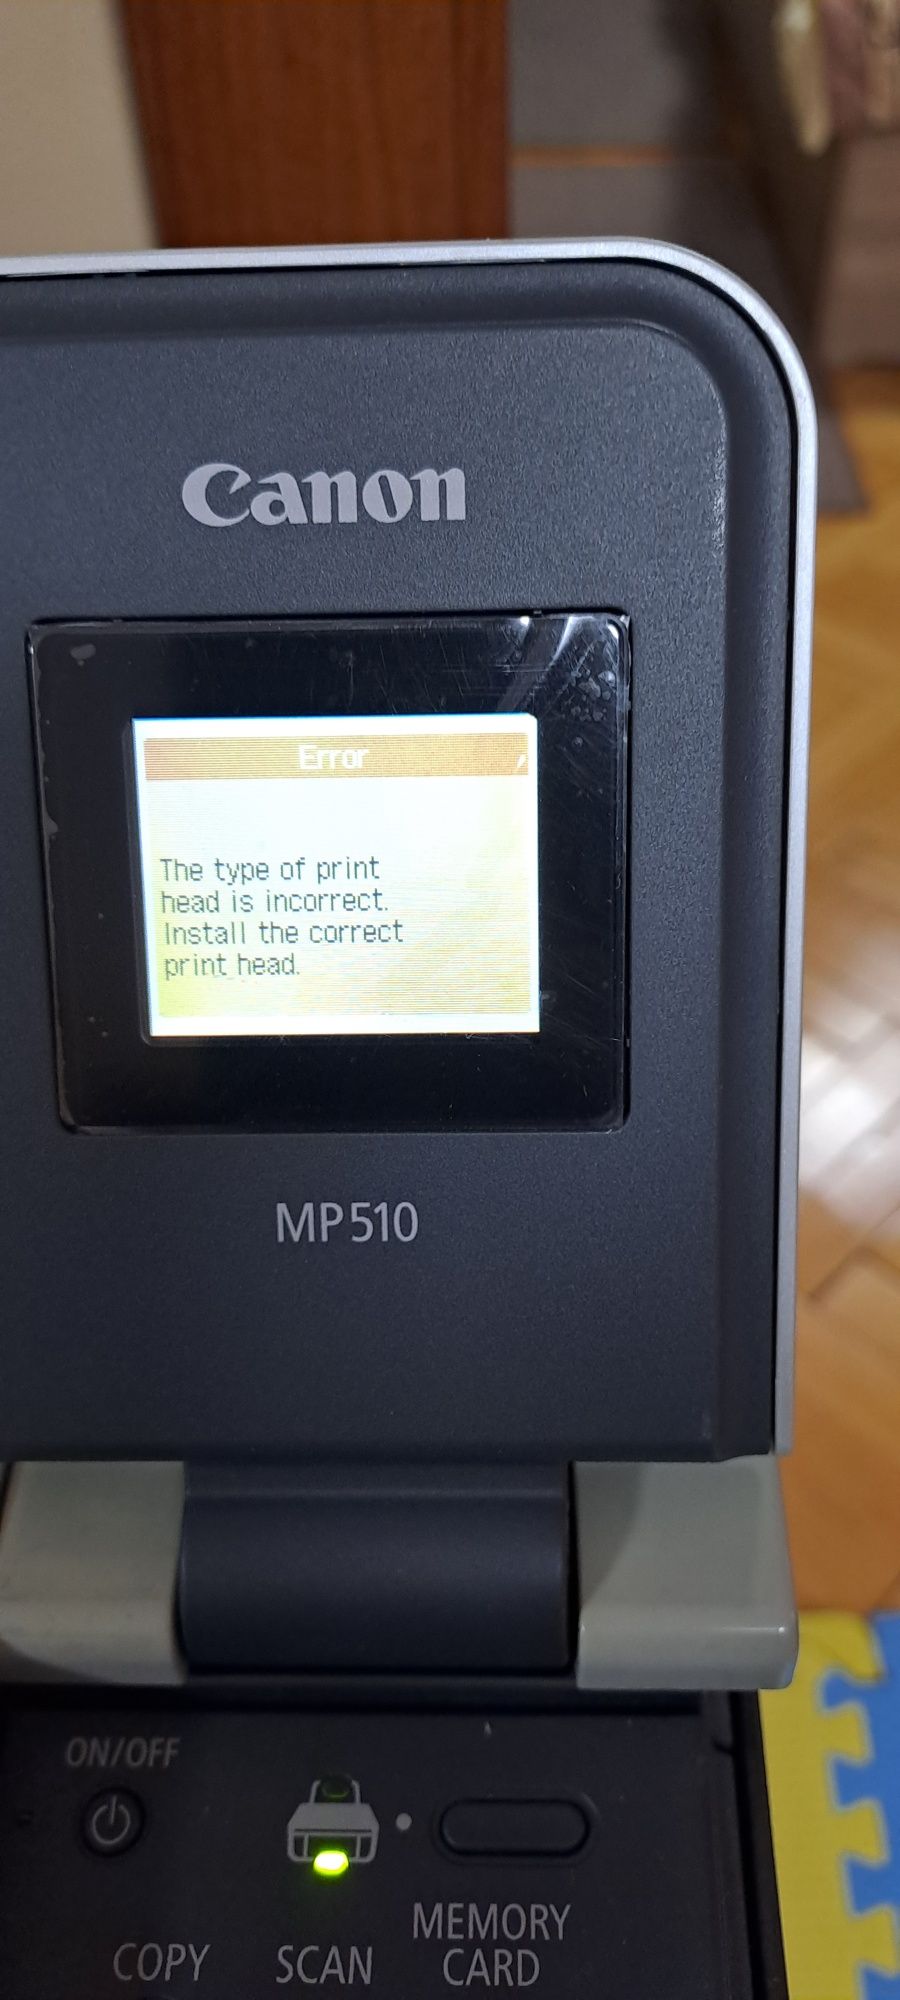 Canon
Error
The type of print
head is incorrect.
Install the correct
print head.
MP510
ON/OFF
COPY
SCAN
MEMORY
CARD